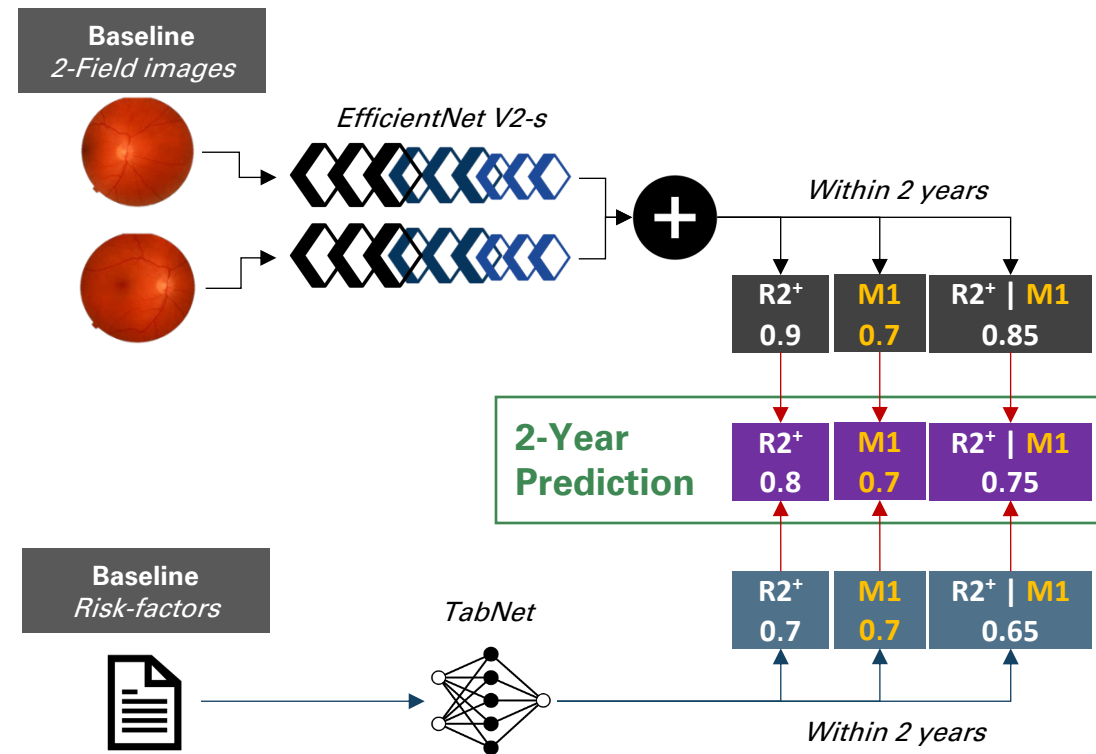 Baseline
2-Field images
EfficientNet V2-s
Within 2 years
R2⁺ M1 R2⁺ | M1
0.9 0.7 0.85
2-Year
Prediction
R2⁺ M1 R2⁺ | M1
0.8 0.7 0.75
Baseline
Risk-factors
TabNet
R2⁺ M1 R2⁺ | M1
0.7 0.7 0.65
Within 2 years